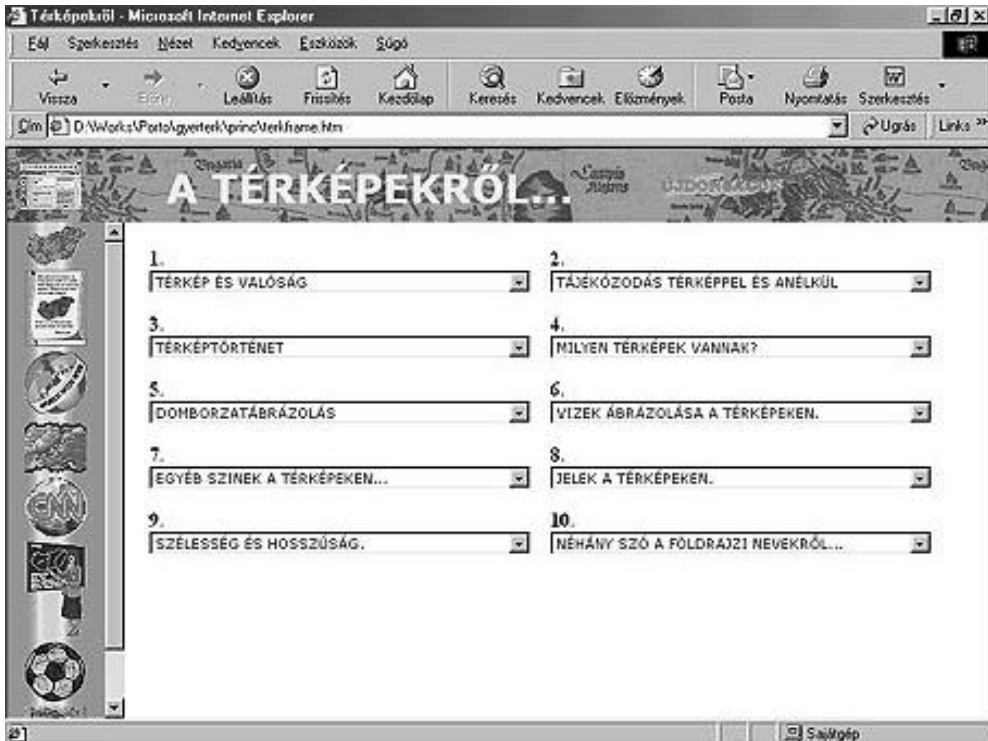 Térképekről - Microsoft Internet Explorer
Fájl Szerkesztés Nézet Kedvencek Eszközök Súgó
Vissza Előre Leállítás Frissítés Kezdőlap Keresés Kedvencek Előzmények Posta Nyomtatás Szerkesztés
Cím D:\Works\Porto\gyerterk\princ\terkframe.htm Ugrás Links »
A TÉRKÉPEKRŐL...
1. 2.
TÉRKÉP ÉS VALÓSÁG TÁJÉKOZÓDÁS TÉRKÉPPEL ÉS ANÉLKÜL
3. 4.
TÉRKÉPTÖRTÉNET MILYEN TÉRKÉPEK VANNAK?
5. 6.
DOMBORZATÁBRÁZOLÁS VIZEK ÁBRÁZOLÁSA A TÉRKÉPEKEN.
7. 8.
EGYÉB SZINEK A TÉRKÉPEKEN... JELEK A TÉRKÉPEKEN.
9. 10.
SZÉLESSÉG ÉS HOSSZÚSÁG. NÉHÁNY SZÓ A FÖLDRAJZI NEVEKRŐL...
CNN
Sajátgép